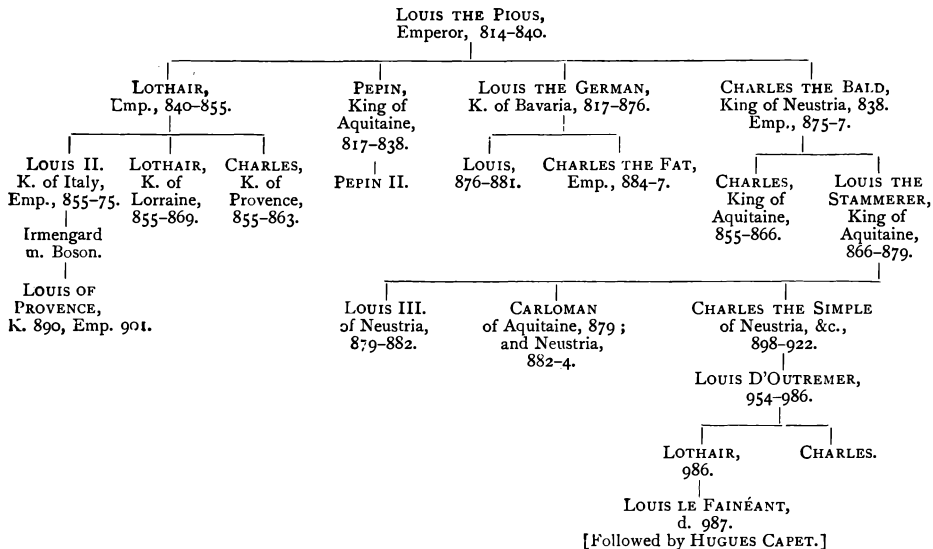 LOUIS THE PIOUS,
Emperor, 814–840.
LOTHAIR,
Emp., 840–855.
PEPIN,
King of
Aquitaine,
817–838.
LOUIS THE GERMAN,
K. of Bavaria, 817–876.
CHARLES THE BALD,
King of Neustria, 838.
Emp., 875–7.
LOUIS II.
K. of Italy,
Emp., 855–75.
LOTHAIR,
K. of
Lorraine,
855–869.
CHARLES,
K. of
Provence,
855–863.
PEPIN II.
LOUIS,
876–881.
CHARLES THE FAT,
Emp., 884–7.
CHARLES,
King of
Aquitaine,
855–866.
LOUIS THE
STAMMERER,
King of
Aquitaine,
866–879.
Irmengard
m. Boson.
LOUIS OF
PROVENCE,
K. 890, Emp. 901.
LOUIS III.
of Neustria,
879–882.
CARLOMAN
of Aquitaine, 879 ;
and Neustria,
882–4.
CHARLES THE SIMPLE
of Neustria, &c.,
898–922.
LOUIS D'OUTREMER,
954–986.
LOTHAIR,
986.
CHARLES.
LOUIS LE FAINÉANT,
d. 987.
[Followed by HUGUES CAPET.]